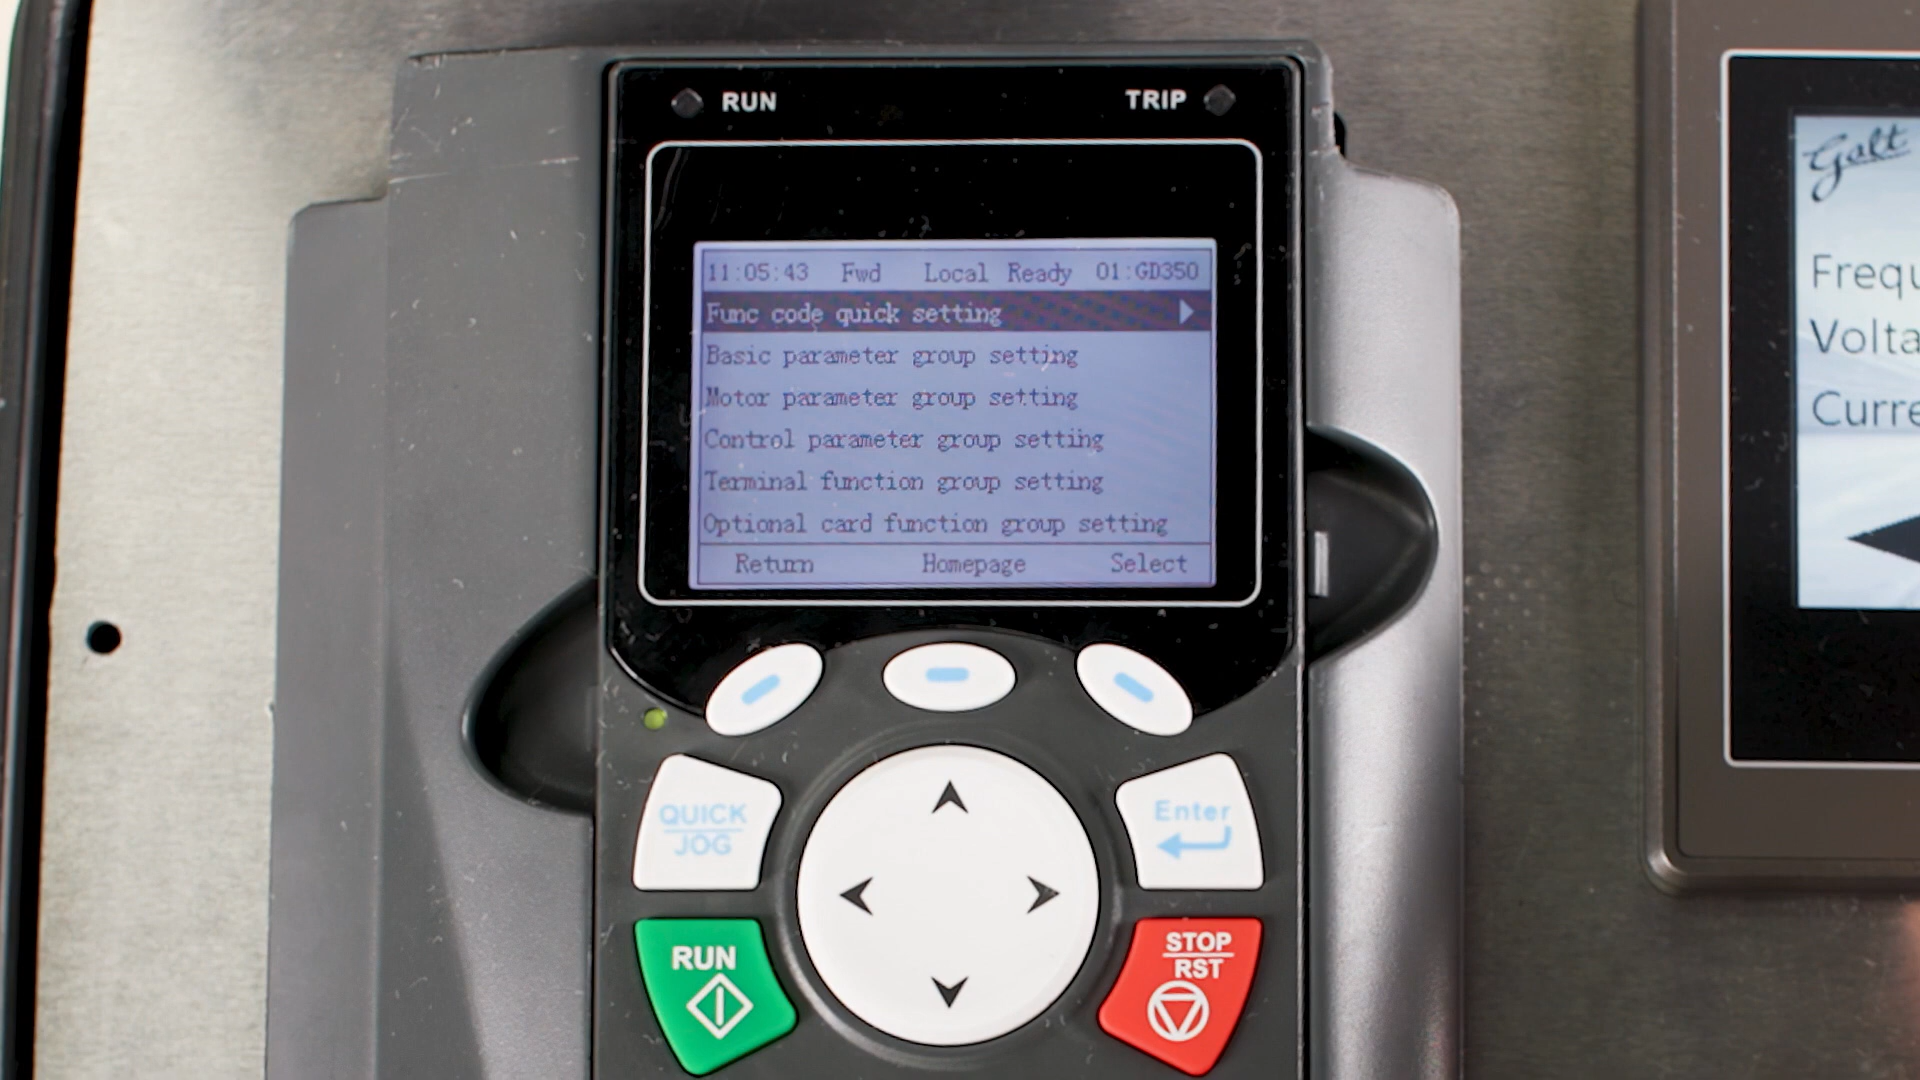 RUN TRIP
11:05:43 Fwd Local Ready 01:GD350
Func code quick setting
Basic parameter group setting
Motor parameter group setting
Control parameter group setting
Terminal function group setting
Optional card function group setting
Return Homepage Select
QUICK
JOG
Enter
RUN
STOP
RST
Galt
Frequ
Volta
Curre